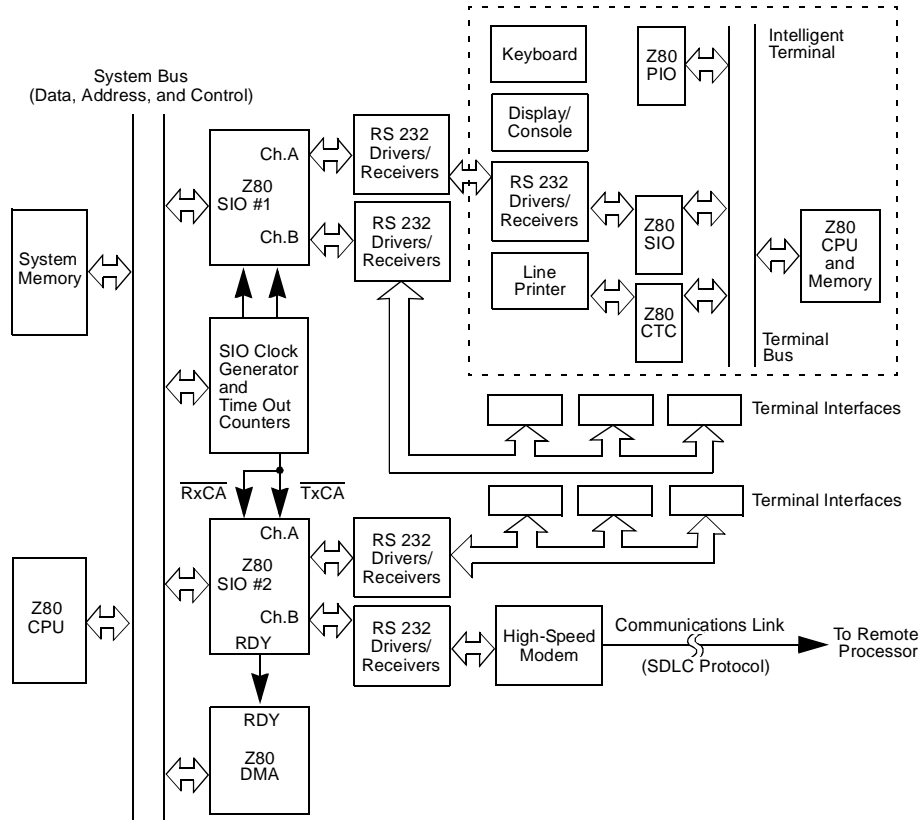 System Bus
(Data, Address, and Control)
System
Memory
Z80
CPU
Ch.A
Z80
SIO #1
Ch.B
SIO Clock
Generator
and
Time Out
Counters
RxCA
TxCA
Ch.A
Z80
SIO #2
Ch.B
RDY
RDY
Z80
DMA
RS 232
Drivers/
Receivers
RS 232
Drivers/
Receivers
RS 232
Drivers/
Receivers
RS 232
Drivers/
Receivers
Keyboard
Display/
Console
RS 232
Drivers/
Receivers
Line
Printer
Z80
PIO
Z80
SIO
Z80
CTC
Intelligent
Terminal
Z80
CPU
and
Memory
Terminal
Bus
Terminal Interfaces
Terminal Interfaces
High-Speed
Modem
Communications Link
(SDLC Protocol)
To Remote
Processor